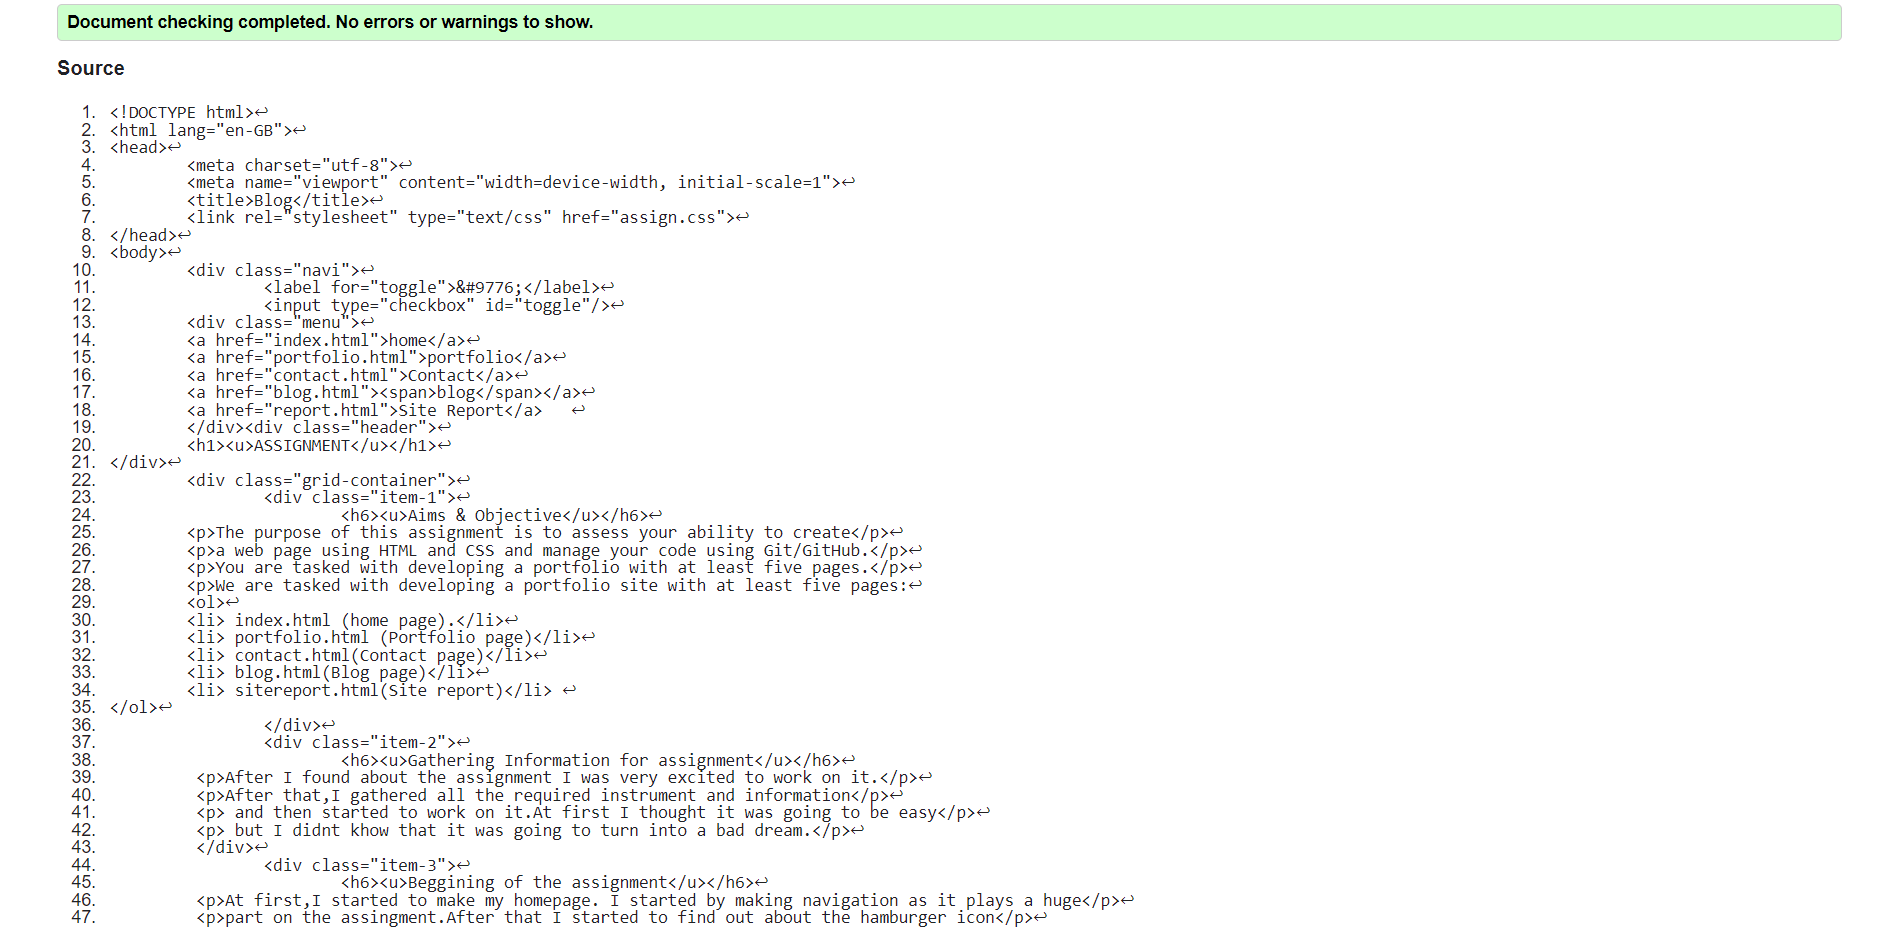 Document checking completed. No errors or warnings to show.
Source
1. <!DOCTYPE html>↩
2. <html lang="en-GB">↩
3. <head>↩
4. <meta charset="utf-8">↩
5. <meta name="viewport" content="width=device-width, initial-scale=1">↩
6. <title>Blog</title>↩
7. <link rel="stylesheet" type="text/css" href="assign.css">↩
8. </head>↩
9. <body>↩
10. <div class="navi">↩
11. <label for="toggle">&#9776;</label>↩
12. <input type="checkbox" id="toggle"/>↩
13. <div class="menu">↩
14. <a href="index.html">home</a>↩
15. <a href="portfolio.html">portfolio</a>↩
16. <a href="contact.html">Contact</a>↩
17. <a href="blog.html"><span>blog</span></a>↩
18. <a href="report.html">Site Report</a> ↩
19. </div><div class="header">↩
20. <h1><u>ASSIGNMENT</u></h1>↩
21. </div>↩
22. <div class="grid-container">↩
23. <div class="item-1">↩
24. <h6><u>Aims & Objective</u></h6>↩
25. <p>The purpose of this assignment is to assess your ability to create</p>↩
26. <p>a web page using HTML and CSS and manage your code using Git/GitHub.</p>↩
27. <p>You are tasked with developing a portfolio with at least five pages.</p>↩
28. <p>We are tasked with developing a portfolio site with at least five pages:↩
29. <ol>↩
30. <li> index.html (home page).</li>↩
31. <li> portfolio.html (Portfolio page)</li>↩
32. <li> contact.html(Contact page)</li>↩
33. <li> blog.html(Blog page)</li>↩
34. <li> sitereport.html(Site report)</li> ↩
35. </ol>↩
36. </div>↩
37. <div class="item-2">↩
38. <h6><u>Gathering Information for assignment</u></h6>↩
39. <p>After I found about the assignment I was very excited to work on it.</p>↩
40. <p>After that,I gathered all the required instrument and information</p>↩
41. <p> and then started to work on it.At first I thought it was going to be easy</p>↩
42. <p> but I didnt khow that it was going to turn into a bad dream.</p>↩
43. </div>↩
44. <div class="item-3">↩
45. <h6><u>Beggining of the assignment</u></h6>↩
46. <p>At first,I started to make my homepage. I started by making navigation as it plays a huge</p>↩
47. <p>part on the assingment.After that I started to find out about the hamburger icon</p>↩